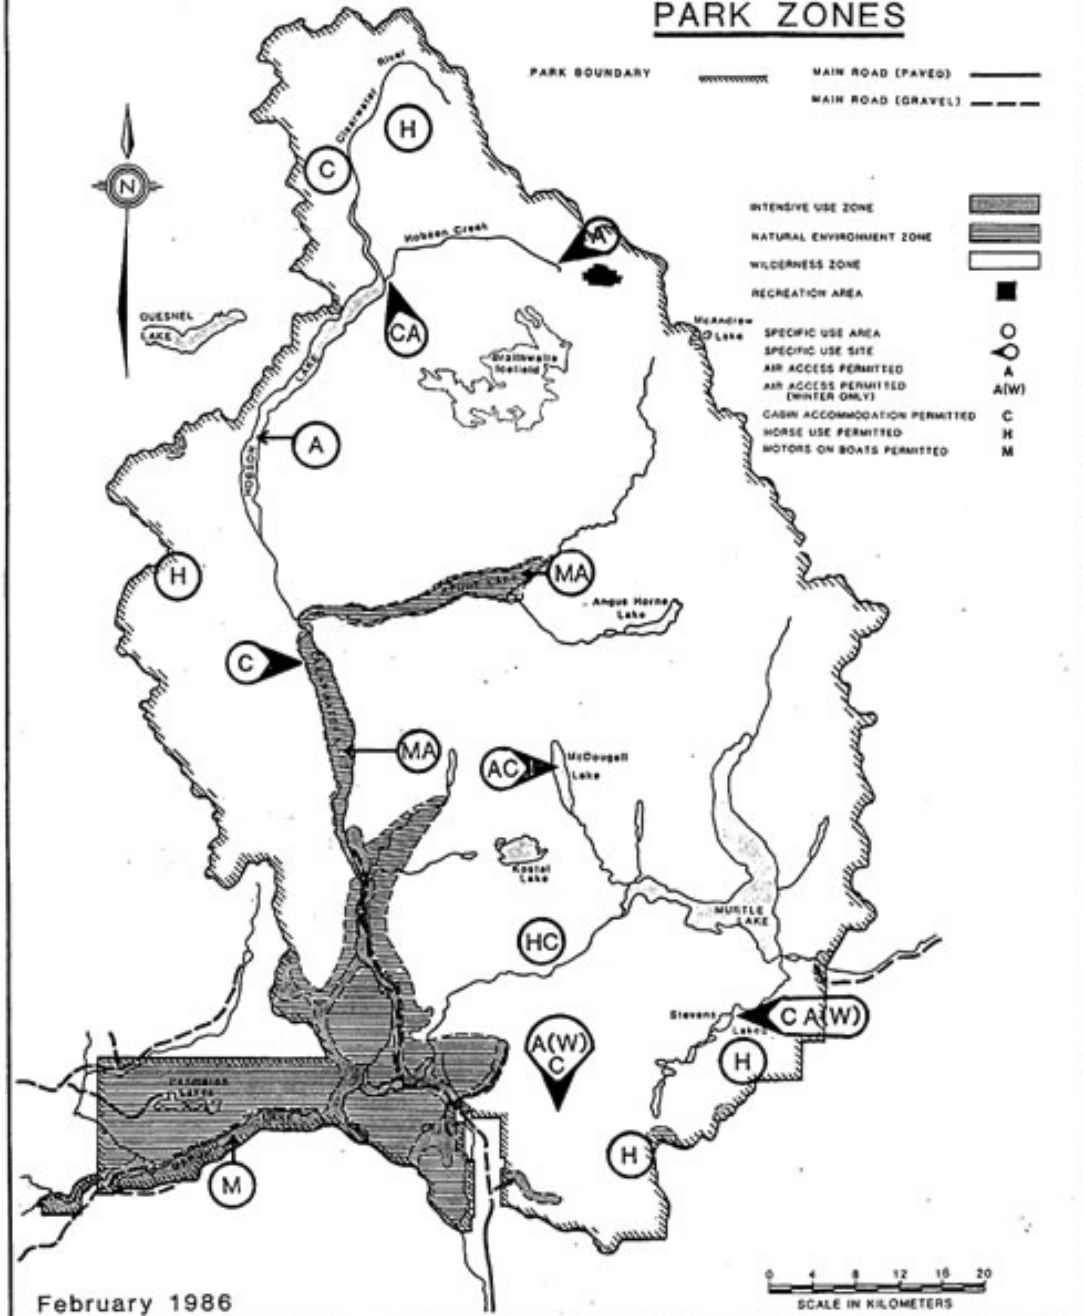 PARK ZONES
PARK BOUNDARY
MAIN ROAD (PAVED)
MAIN ROAD (GRAVEL)
Clearwater River
H
C
N
INTENSIVE USE ZONE
NATURAL ENVIRONMENT ZONE
WILDERNESS ZONE
RECREATION AREA
Hobson Creek
A
QUESNEL
LAKE
CA
McAndrew
Lake
SPECIFIC USE AREA
SPECIFIC USE SITE
AIR ACCESS PERMITTED A
AIR ACCESS PERMITTED A(W)
(WINTER ONLY)
CABIN ACCOMMODATION PERMITTED C
HORSE USE PERMITTED H
MOTORS ON BOATS PERMITTED M
Braithwaite
Icefield
HOBSON LAKE
A
H
MA
Angus Horne
Lake
C
MA
AC
McDougall
Lake
Kostal
Lake
MURTLE
LAKE
HC
Stevens
Lakes
C A(W)
A(W)
C
H
H
M
0 4 8 12 16 20
SCALE IN KILOMETERS
February 1986